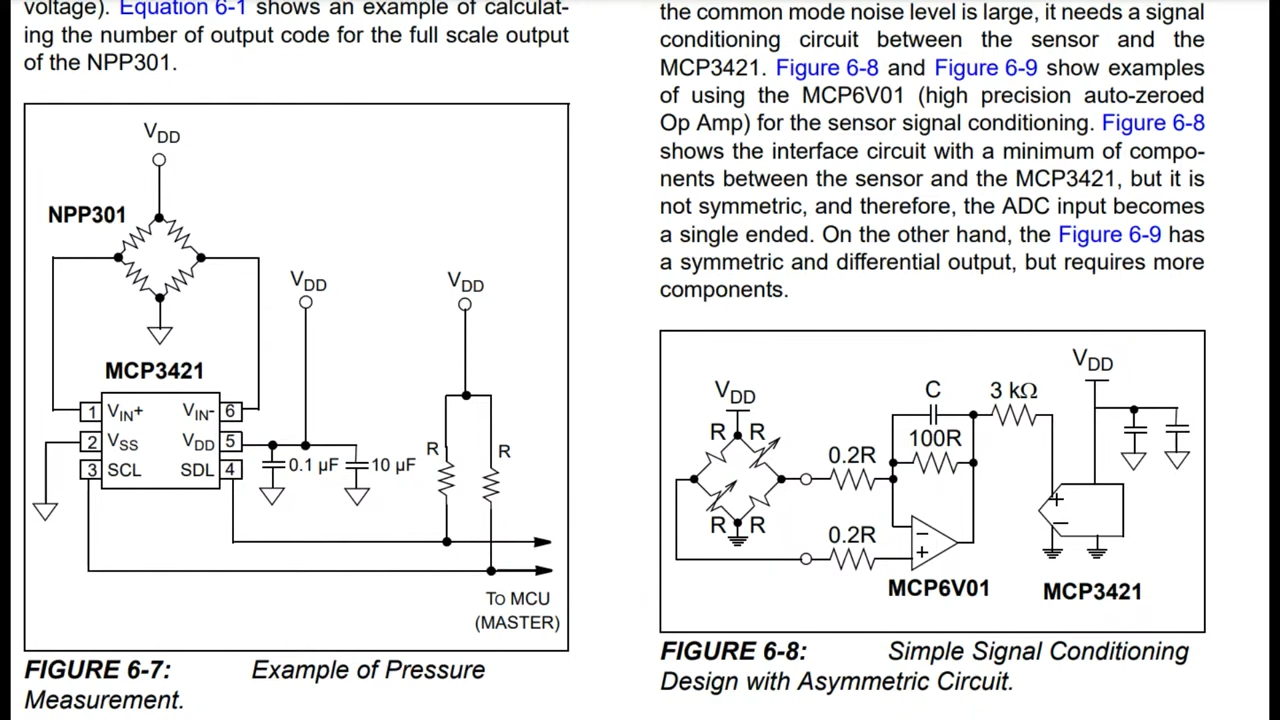 voltage). Equation 6-1 shows an example of calculat-
ing the number of output code for the full scale output
of the NPP301.
VDD
NPP301
VDD
VDD
MCP3421
1 VIN+ VIN- 6
2 VSS VDD 5
3 SCL SDL 4
0.1 µF
10 µF
R
R
TO MCU
(MASTER)
FIGURE 6-7: Example of Pressure
Measurement.
the common mode noise level is large, it needs a signal
conditioning circuit between the sensor and the
MCP3421. Figure 6-8 and Figure 6-9 show examples
of using the MCP6V01 (high precision auto-zeroed
Op Amp) for the sensor signal conditioning. Figure 6-8
shows the interface circuit with a minimum of compo-
nents between the sensor and the MCP3421, but it is
not symmetric, and therefore, the ADC input becomes
a single ended. On the other hand, the Figure 6-9 has
a symmetric and differential output, but requires more
components.
VDD
VDD
C
3 kΩ
R R
100R
0.2R
R R
0.2R
−
+
+
−
MCP6V01
MCP3421
FIGURE 6-8: Simple Signal Conditioning
Design with Asymmetric Circuit.